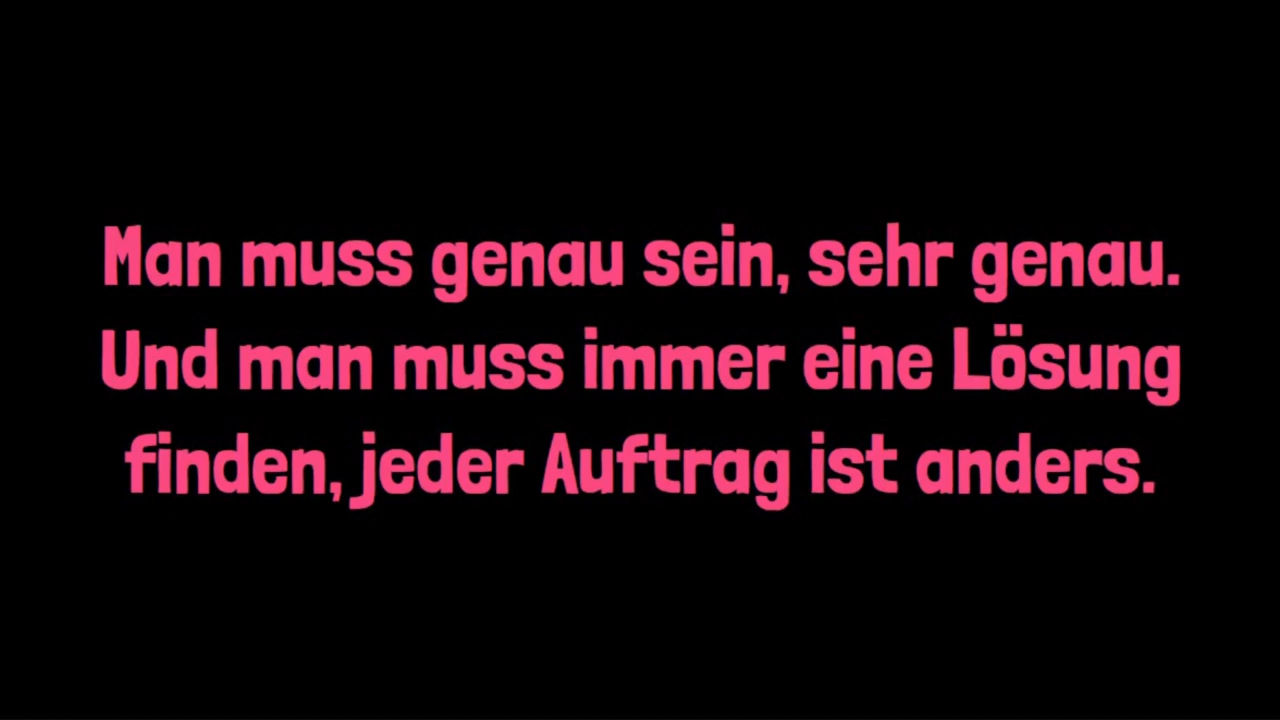 Man muss genau sein, sehr genau.
Und man muss immer eine Lösung
finden, jeder Auftrag ist anders.